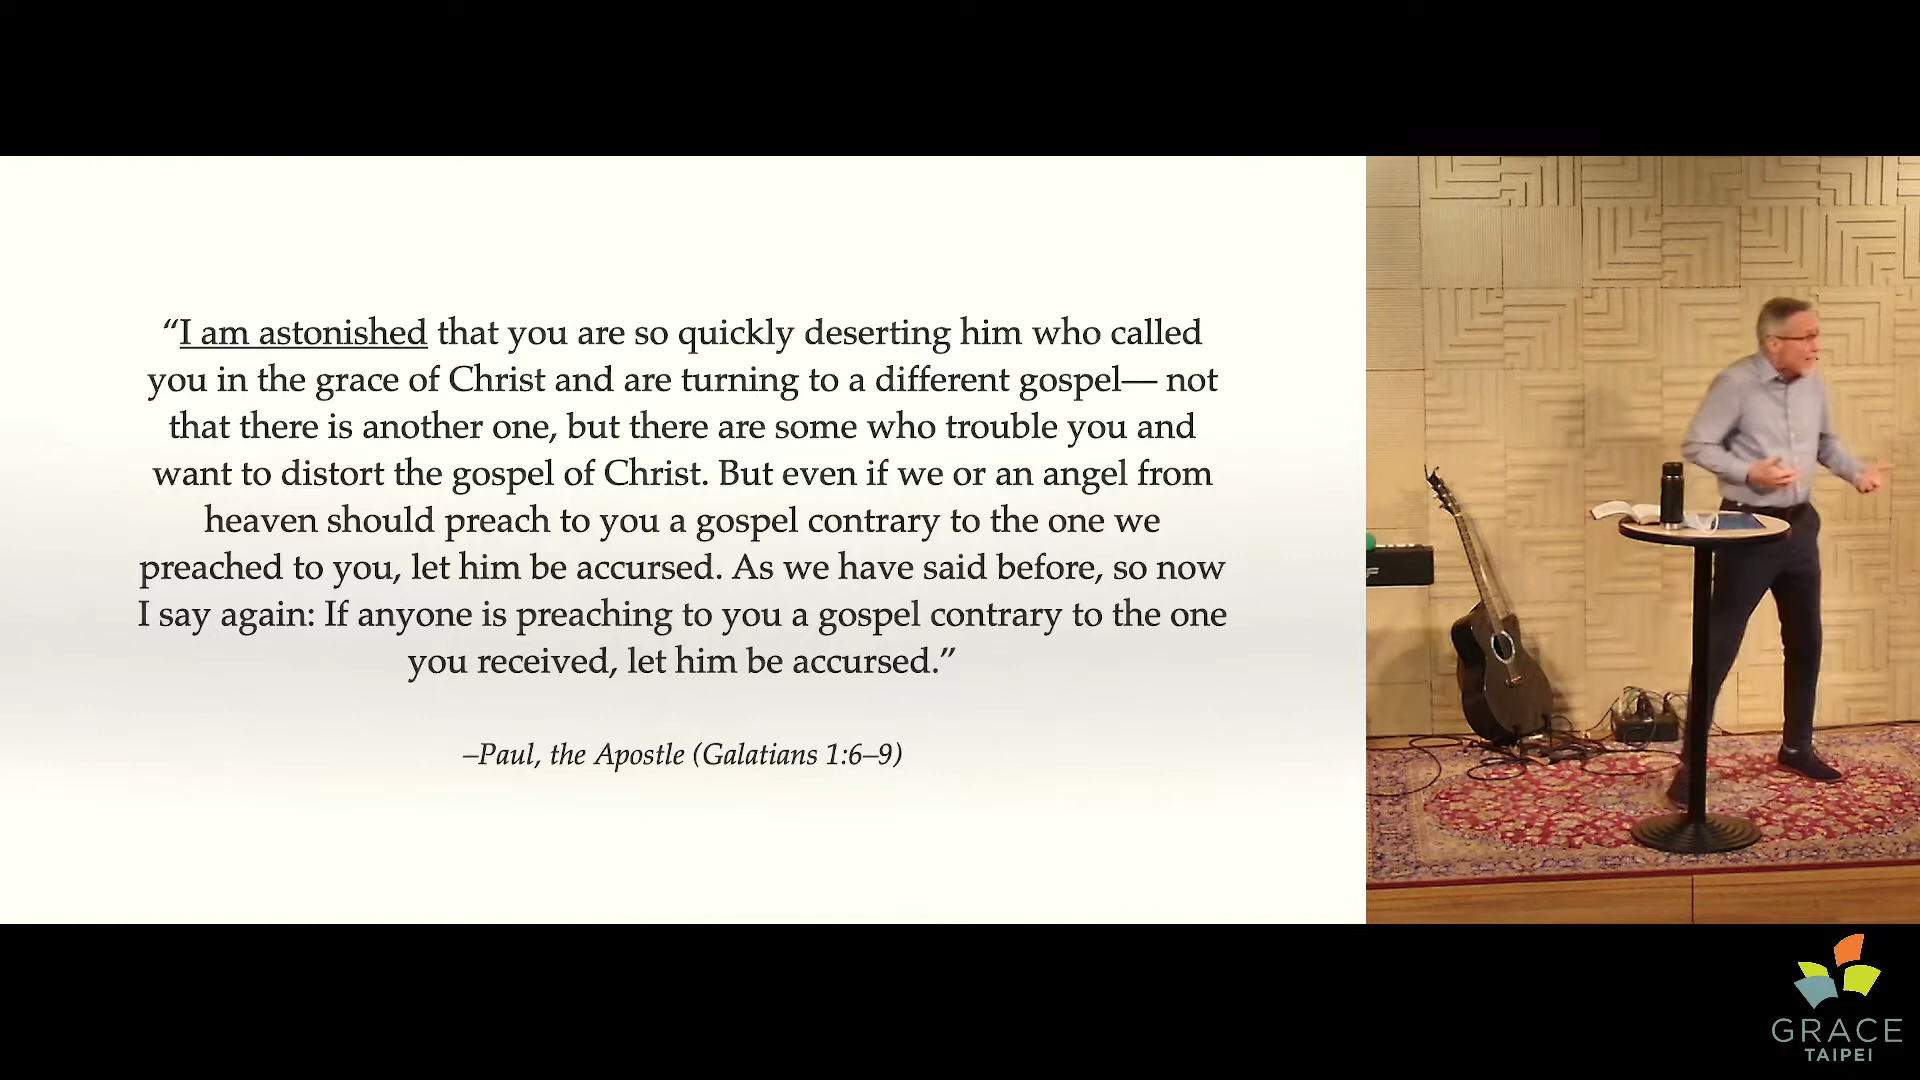 “I am astonished that you are so quickly deserting him who called
you in the grace of Christ and are turning to a different gospel— not
that there is another one, but there are some who trouble you and
want to distort the gospel of Christ. But even if we or an angel from
heaven should preach to you a gospel contrary to the one we
preached to you, let him be accursed. As we have said before, so now
I say again: If anyone is preaching to you a gospel contrary to the one
you received, let him be accursed.”
–Paul, the Apostle (Galatians 1:6–9)
GRACE
TAIPEI